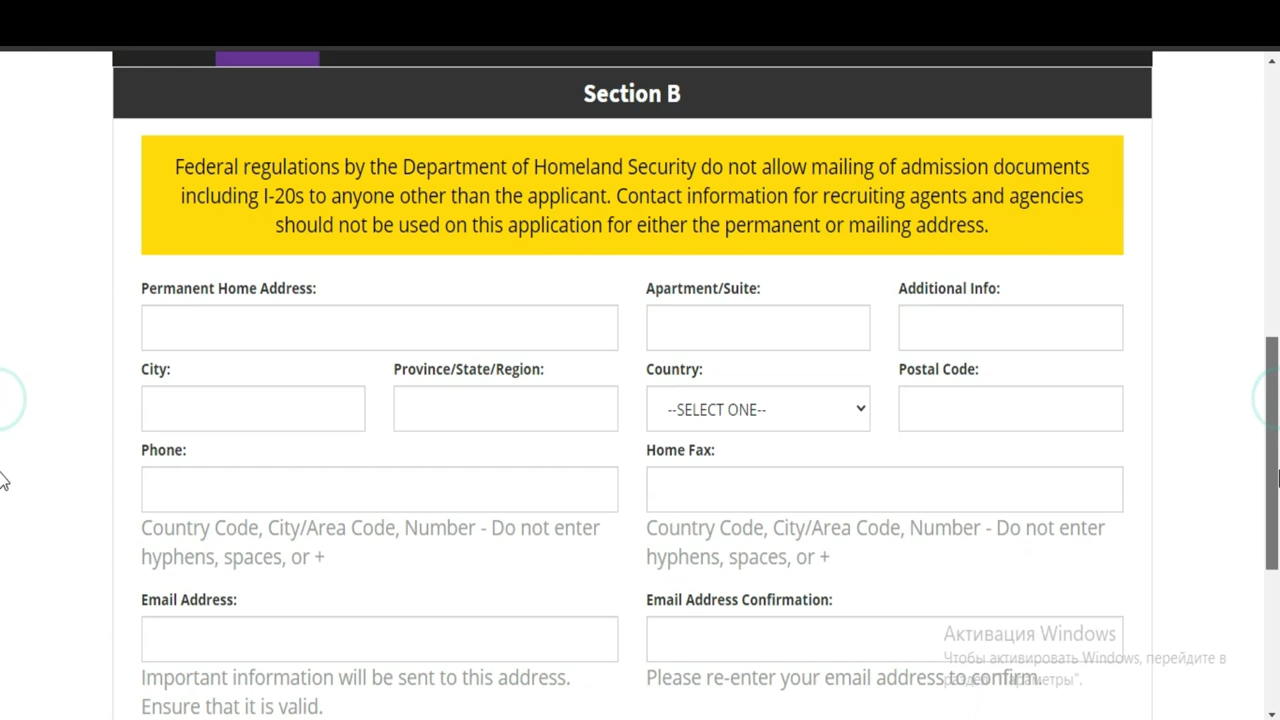 Section B
Federal regulations by the Department of Homeland Security do not allow mailing of admission documents
including I-20s to anyone other than the applicant. Contact information for recruiting agents and agencies
should not be used on this application for either the permanent or mailing address.
Permanent Home Address:
Apartment/Suite:
Additional Info:
City:
Province/State/Region:
Country:
Postal Code:
--SELECT ONE--
Phone:
Home Fax:
Country Code, City/Area Code, Number - Do not enter
hyphens, spaces, or +
Country Code, City/Area Code, Number - Do not enter
hyphens, spaces, or +
Email Address:
Email Address Confirmation:
Important information will be sent to this address.
Ensure that it is valid.
Please re-enter your email address to confirm.
Активация Windows
Чтобы активировать Windows, перейдите в
раздел "Параметры".